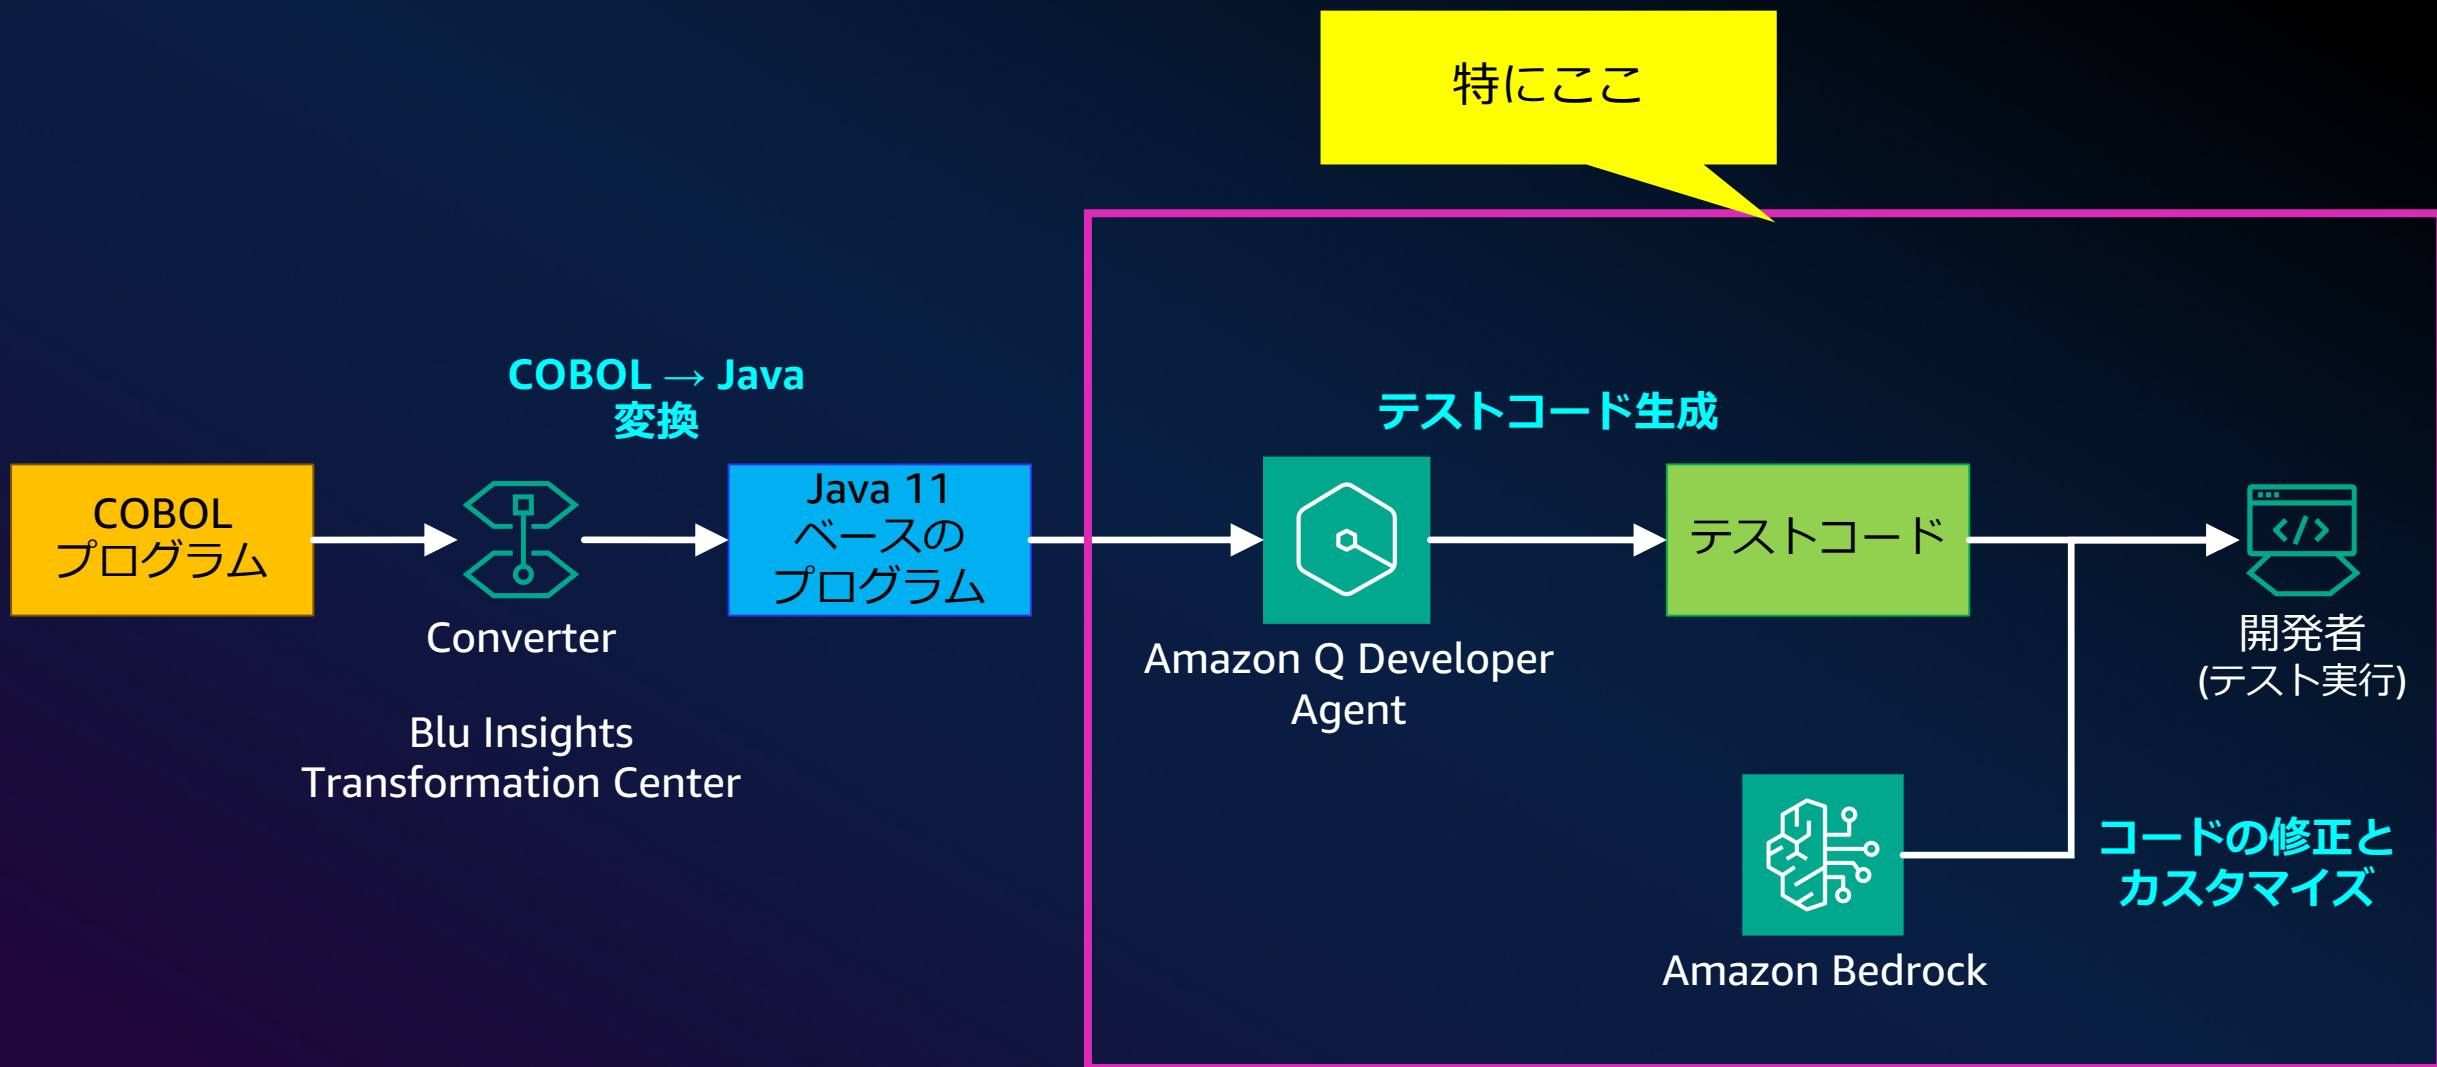 特にここ
COBOL → Java
変換
テストコード生成
COBOL
プログラム
Converter
Blu Insights
Transformation Center
Java 11
ベースの
プログラム
Amazon Q Developer
Agent
テストコード
開発者
(テスト実行)
Amazon Bedrock
コードの修正と
カスタマイズ